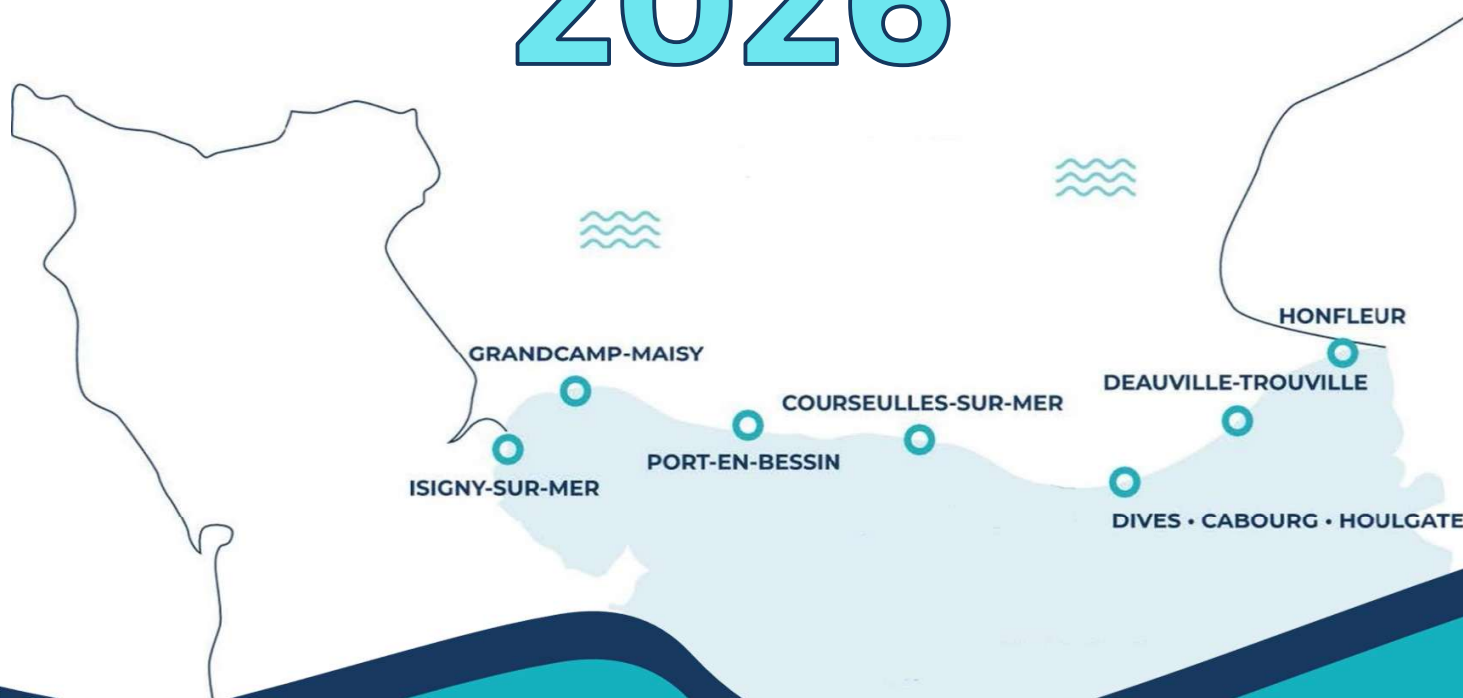 2026
HONFLEUR
GRANDCAMP-MAISY
DEAUVILLE-TROUVILLE
COURSEULLES-SUR-MER
PORT-EN-BESSIN
ISIGNY-SUR-MER
DIVES • CABOURG • HOULGATE